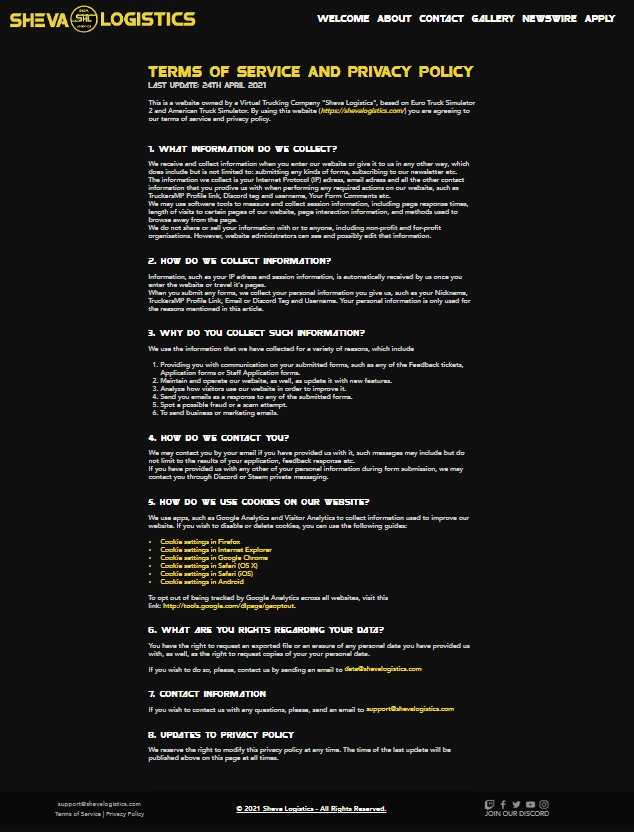 SHEVA SHL LOGISTICS
WELCOME ABOUT CONTACT GALLERY NEWSWIRE APPLY
TERMS OF SERVICE AND PRIVACY POLICY
LAST UPDATE: 24TH APRIL 2021
This is a website owned by a Virtual Trucking Company "Sheva Logistics", based on Euro Truck Simulator
2 and American Truck Simulator. By using this website (https://shevalogistics.com/) you are agreeing to
our terms of service and privacy policy.
1. WHAT INFORMATION DO WE COLLECT?
We receive and collect information when you enter our website or give it to us in any other way, which
does include but is not limited to: submitting any kinds of forms, subscribing to our newsletter etc.
The information we collect is your Internet Protocol (IP) adress, email adress and all the other contact
information that you prodive us with when performing any required actions on our website, such as
TruckersMP Profile link, Discord tag and username, Your Form Comments etc.
We may use software tools to measure and collect session information, including page response times,
length of visits to certain pages of our website, page interaction information, and methods used to
browse away from the page.
We do not share or sell your information with or to anyone, including non-profit and for-profit
organisations. However, website administrators can see and possibly edit that information.
2. HOW DO WE COLLECT INFORMATION?
Information, such as your IP adress and session information, is automatically received by us once you
enter the website or travel it's pages.
When you submit any forms, we collect your personal information you give us, such as your Nickname,
TruckersMP Profile Link, Email or Discord Tag and Username. Your personal information is only used for
the reasons mentioned in this article.
3. WHY DO YOU COLLECT SUCH INFORMATION?
We use the information that we have collected for a variety of reasons, which include
1. Providing you with communication on your submitted forms, such as any of the Feedback tickets,
Application forms or Staff Application forms.
2. Maintain and operate our website, as well, as update it with new features.
3. Analyze how visitors use our website in order to improve it.
4. Send you emails as a response to any of the submitted forms.
5. Spot a possible fraud or a scam attempt.
6. To send business or marketing emails.
4. HOW DO WE CONTACT YOU?
We may contact you by your email if you have provided us with it, such messages may include but do
not limit to the results of your application, feedback response etc.
If you have provided us with any other of your personal information during form submission, we may
contact you through Discord or Steam private messaging.
5. HOW DO WE USE COOKIES ON OUR WEBSITE?
We use apps, such as Google Analytics and Visitor Analytics to collect information used to improve our
website. If you wish to disable or delete cookies, you can use the following guides:
• Cookie settings in Firefox
• Cookie settings in Internet Explorer
• Cookie settings in Google Chrome
• Cookie settings in Safari (OS X)
• Cookie settings in Safari (iOS)
• Cookie settings in Android
To opt out of being tracked by Google Analytics across all websites, visit this
link: http://tools.google.com/dlpage/gaoptout.
6. WHAT ARE YOU RIGHTS REGARDING YOUR DATA?
You have the right to request an exported file or an erasure of any personal data you have provided us
with, as well, as the right to request copies of your your personal data.
If you wish to do so, please, contact us by sending an email to data@shevalogistics.com
7. CONTACT INFORMATION
If you wish to contact us with any questions, please, send an email to support@shevalogistics.com
8. UPDATES TO PRIVACY POLICY
We reserve the right to modify this privacy policy at any time. The time of the last update will be
published above on this page at all times.
support@shevalogistics.com
Terms of Service | Privacy Policy
© 2021 Sheva Logistics - All Rights Reserved.
JOIN OUR DISCORD